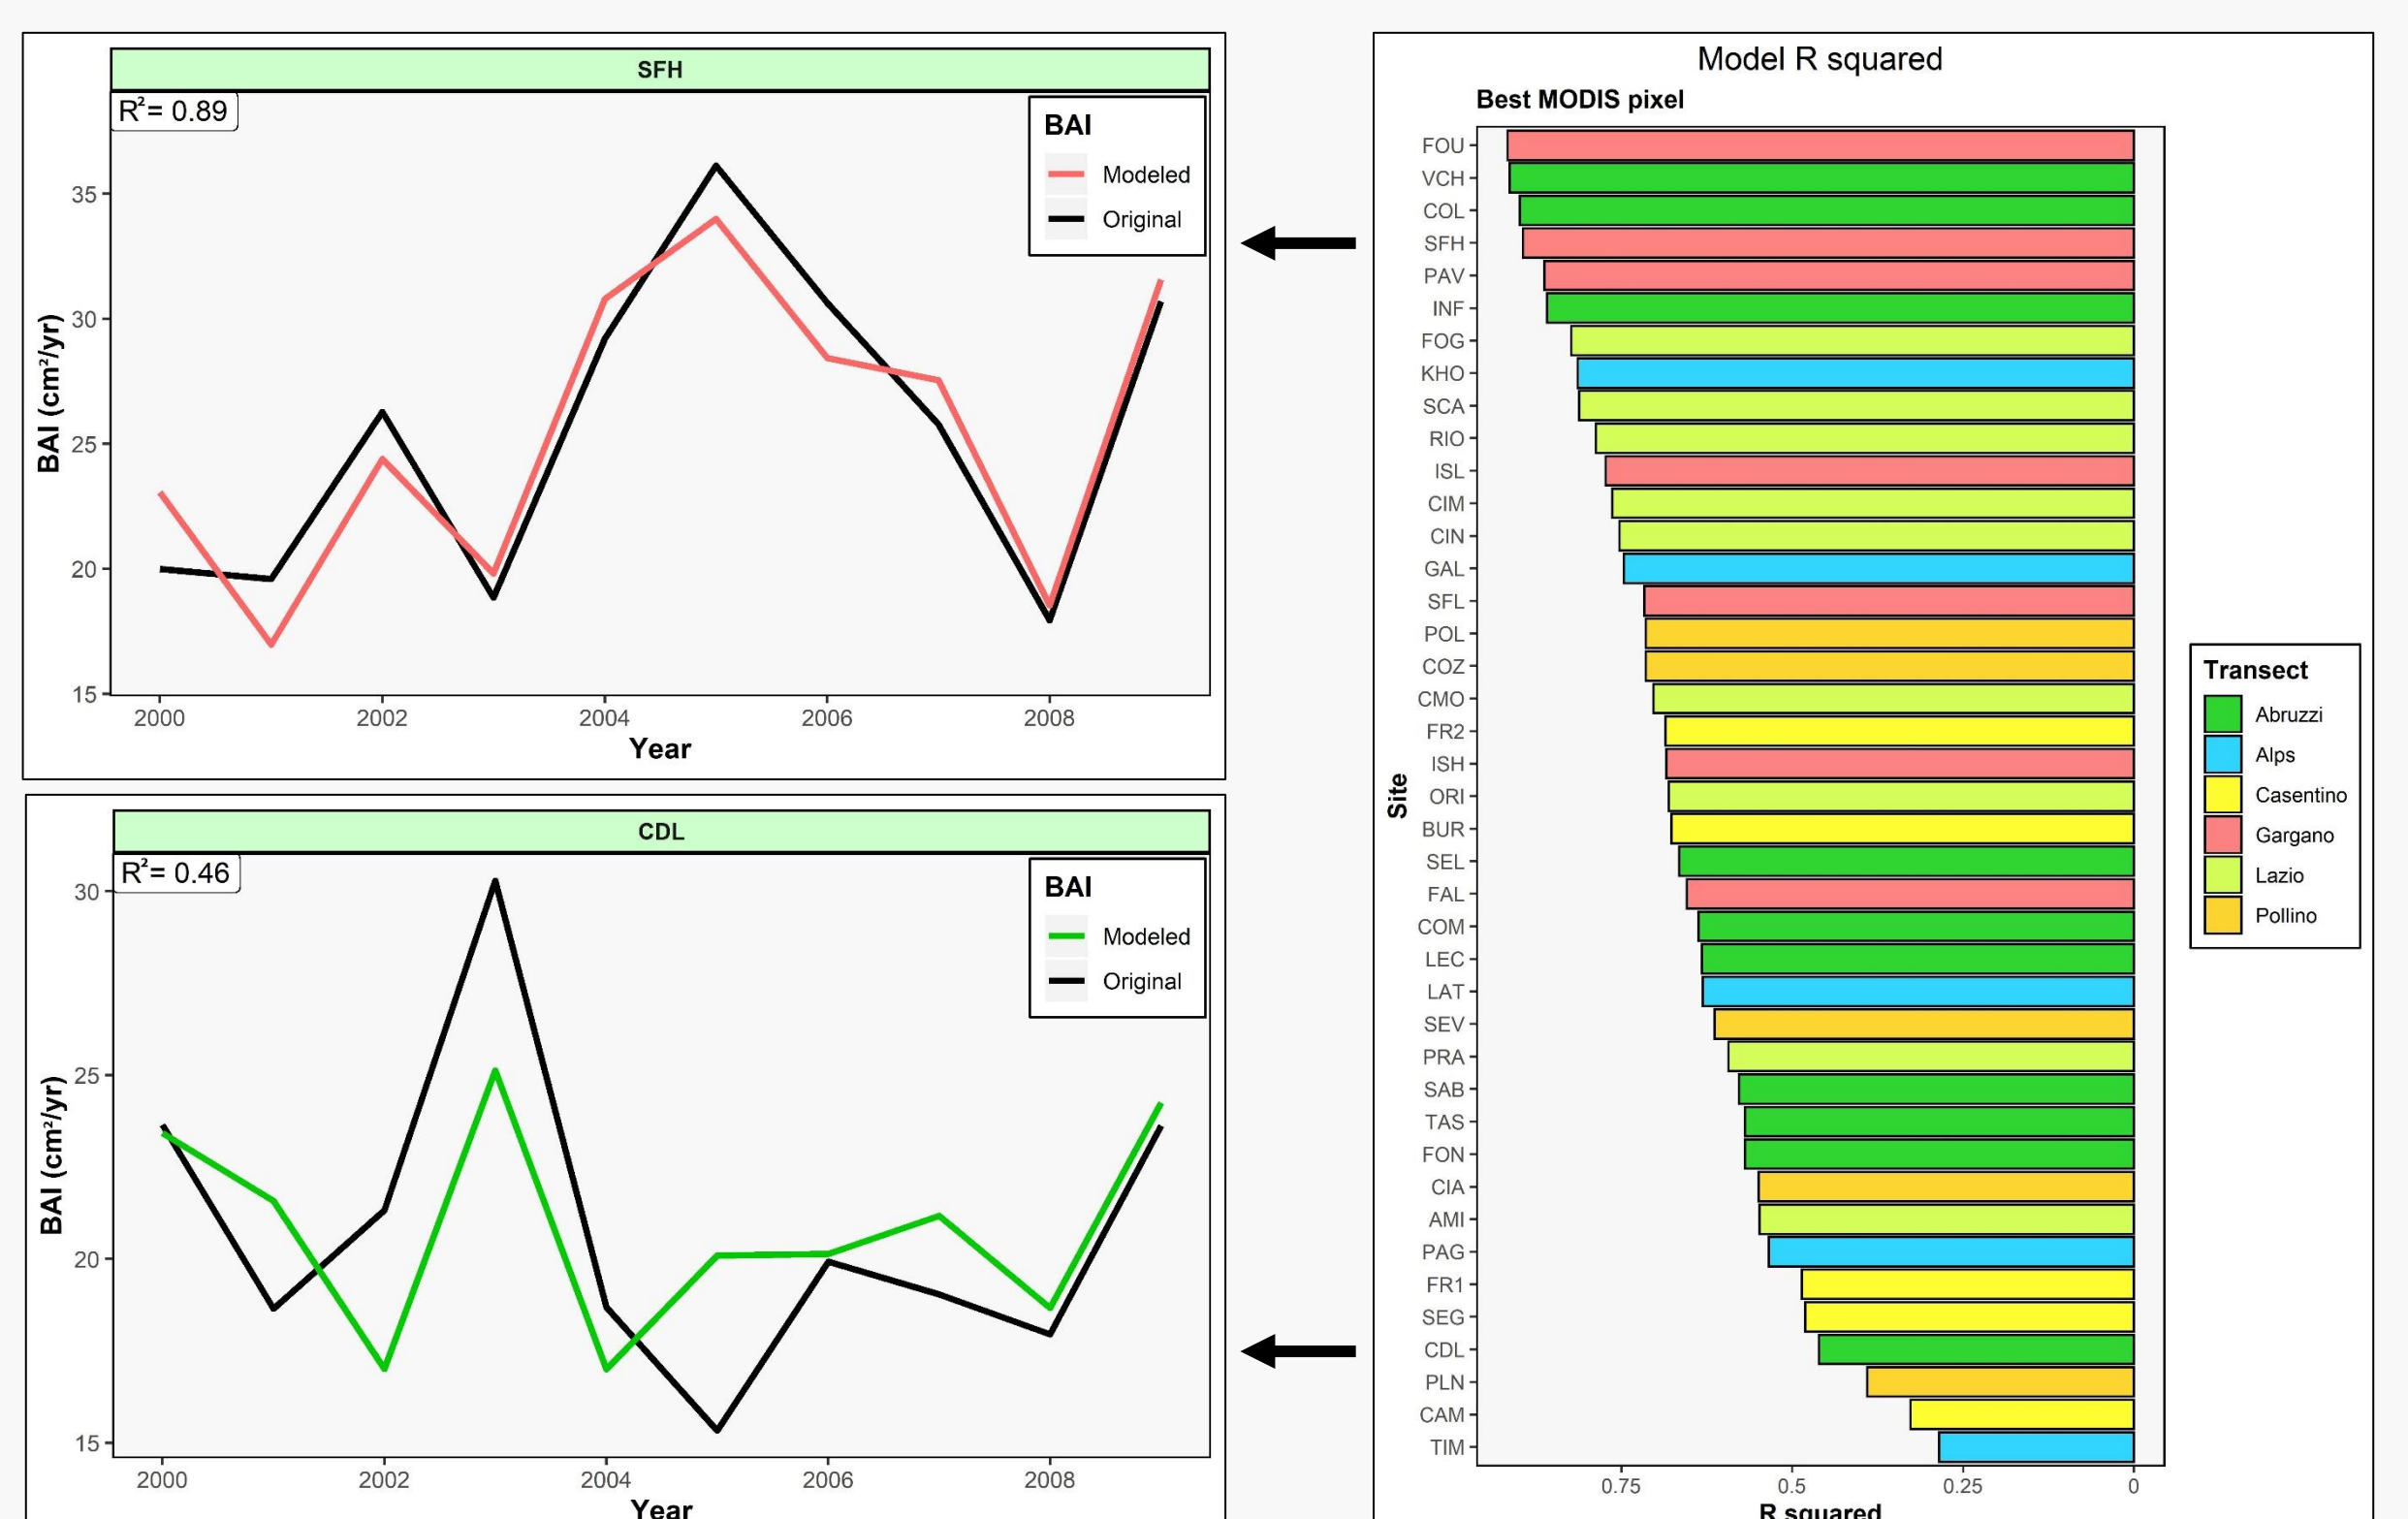 SFH
R²= 0.89
BAI
Modeled
Original
BAI (cm²/yr)
35
30
25
20
15
2000 2002 2004 2006 2008
Year
CDL
R²= 0.46
BAI
Modeled
Original
BAI (cm²/yr)
30
25
20
15
2000 2002 2004 2006 2008
Year
Model R squared
Best MODIS pixel
Site
FOU
VCH
COL
SFH
PAV
INF
FOG
KHO
SCA
RIO
ISL
CIM
CIN
GAL
SFL
POL
COZ
CMO
FR2
ISH
ORI
BUR
SEL
FAL
COM
LEC
LAT
SEV
PRA
SAB
TAS
FON
CIA
AMI
PAG
FR1
SEG
CDL
PLN
CAM
TIM
0.75 0.5 0.25 0
R squared
Transect
Abruzzi
Alps
Casentino
Gargano
Lazio
Pollino